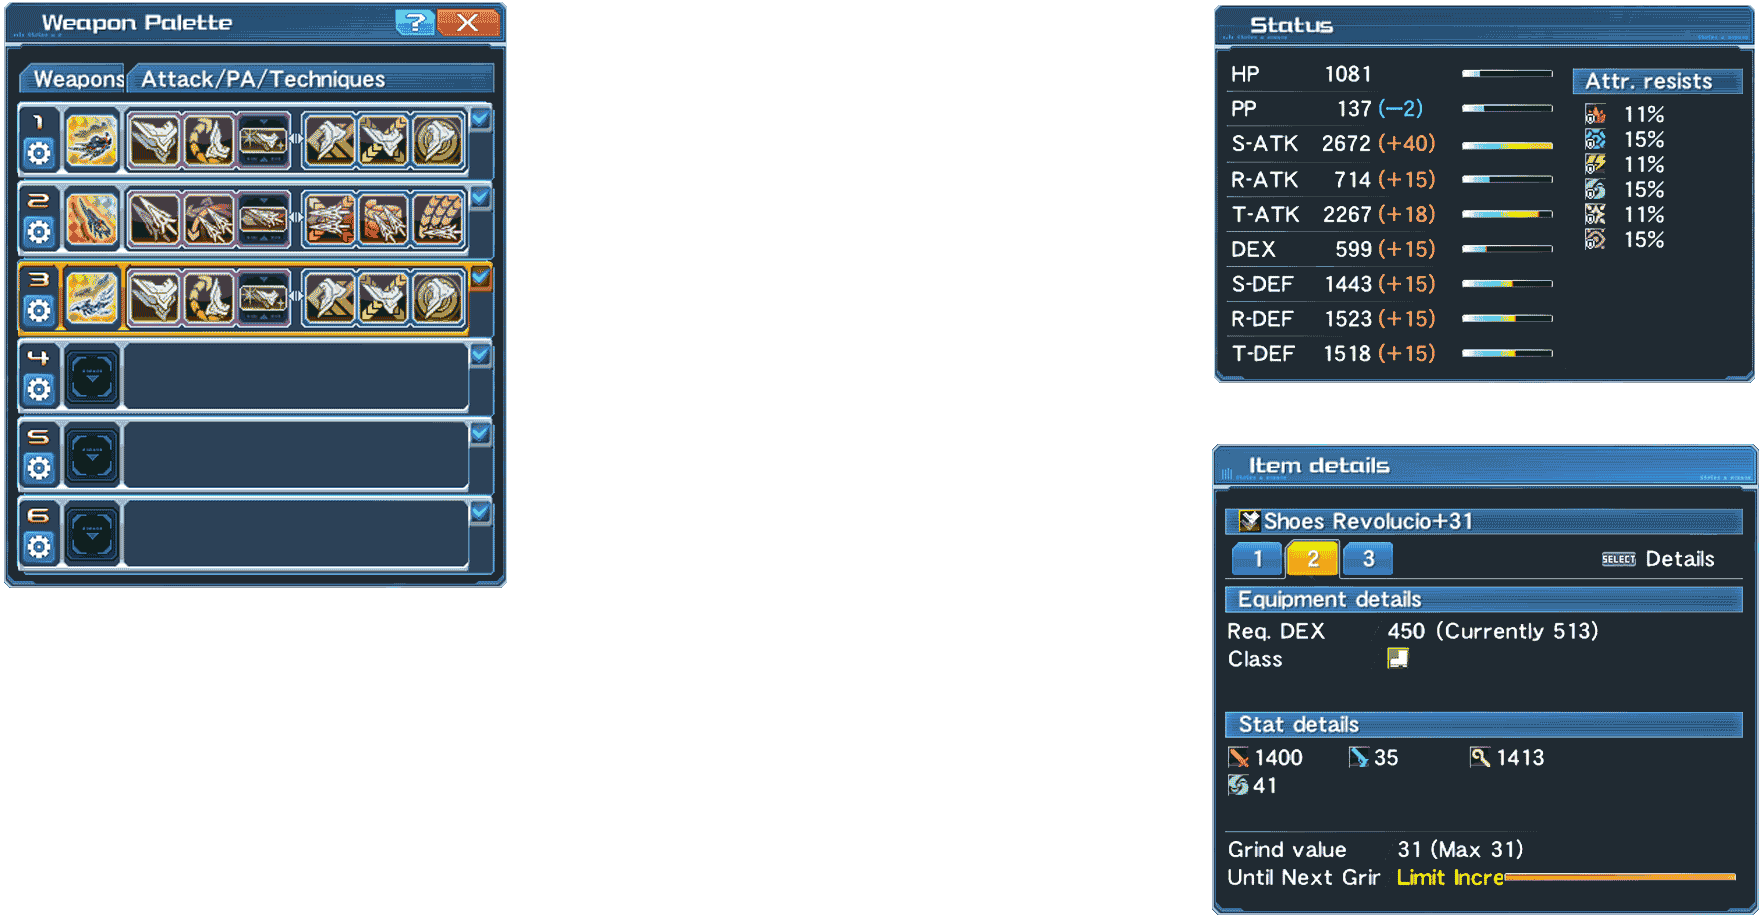 Weapon Palette
?
Weapons
Attack/PA/Techniques
1
2
3
4
5
6
Status
HP 1081
PP 137 (-2)
S-ATK 2672 (+40)
R-ATK 714 (+15)
T-ATK 2267 (+18)
DEX 599 (+15)
S-DEF 1443 (+15)
R-DEF 1523 (+15)
T-DEF 1518 (+15)
Attr. resists
11%
15%
11%
15%
11%
15%
Item details
Shoes Revolucio+31
1 2 3 SELECT Details
Equipment details
Req. DEX 450 (Currently 513)
Class
Stat details
1400 35 1413
41
Grind value 31 (Max 31)
Until Next Grir Limit Incre